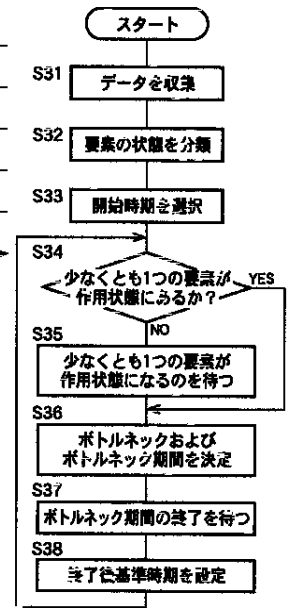 スタート
S31
データを収集
S32
要素の状態を分類
S33
開始時期を選択
S34
少なくとも1つの要素が
作用状態にあるか?
YES
NO
S35
少なくとも1つの要素が
作用状態になるのを待つ
S36
ボトルネックおよび
ボトルネック期間を決定
S37
ボトルネック期間の終了を待つ
S38
終了後基準時期を設定